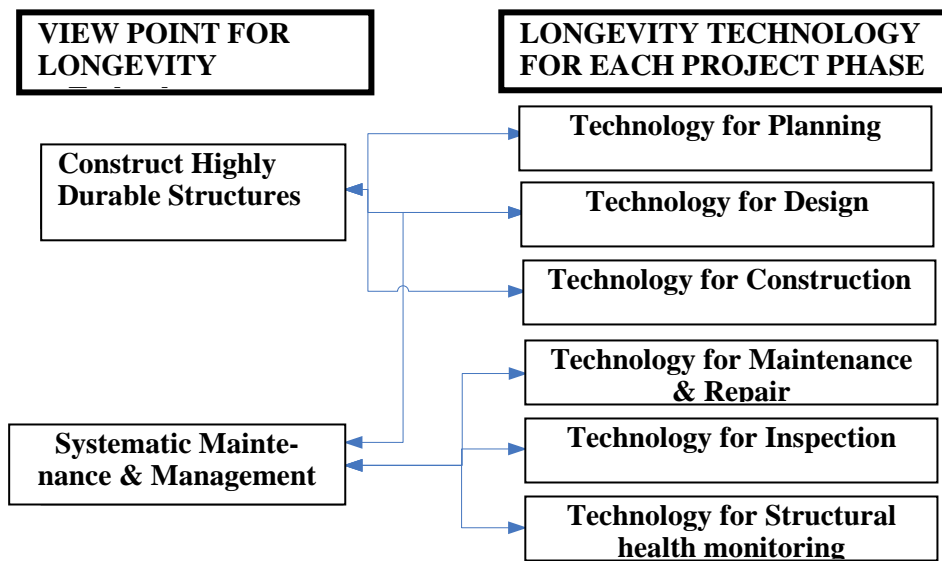 VIEW POINT FOR
LONGEVITY
LONGEVITY TECHNOLOGY
FOR EACH PROJECT PHASE
Construct Highly
Durable Structures
Systematic Mainte-
nance & Management
Technology for Planning
Technology for Design
Technology for Construction
Technology for Maintenance
& Repair
Technology for Inspection
Technology for Structural
health monitoring